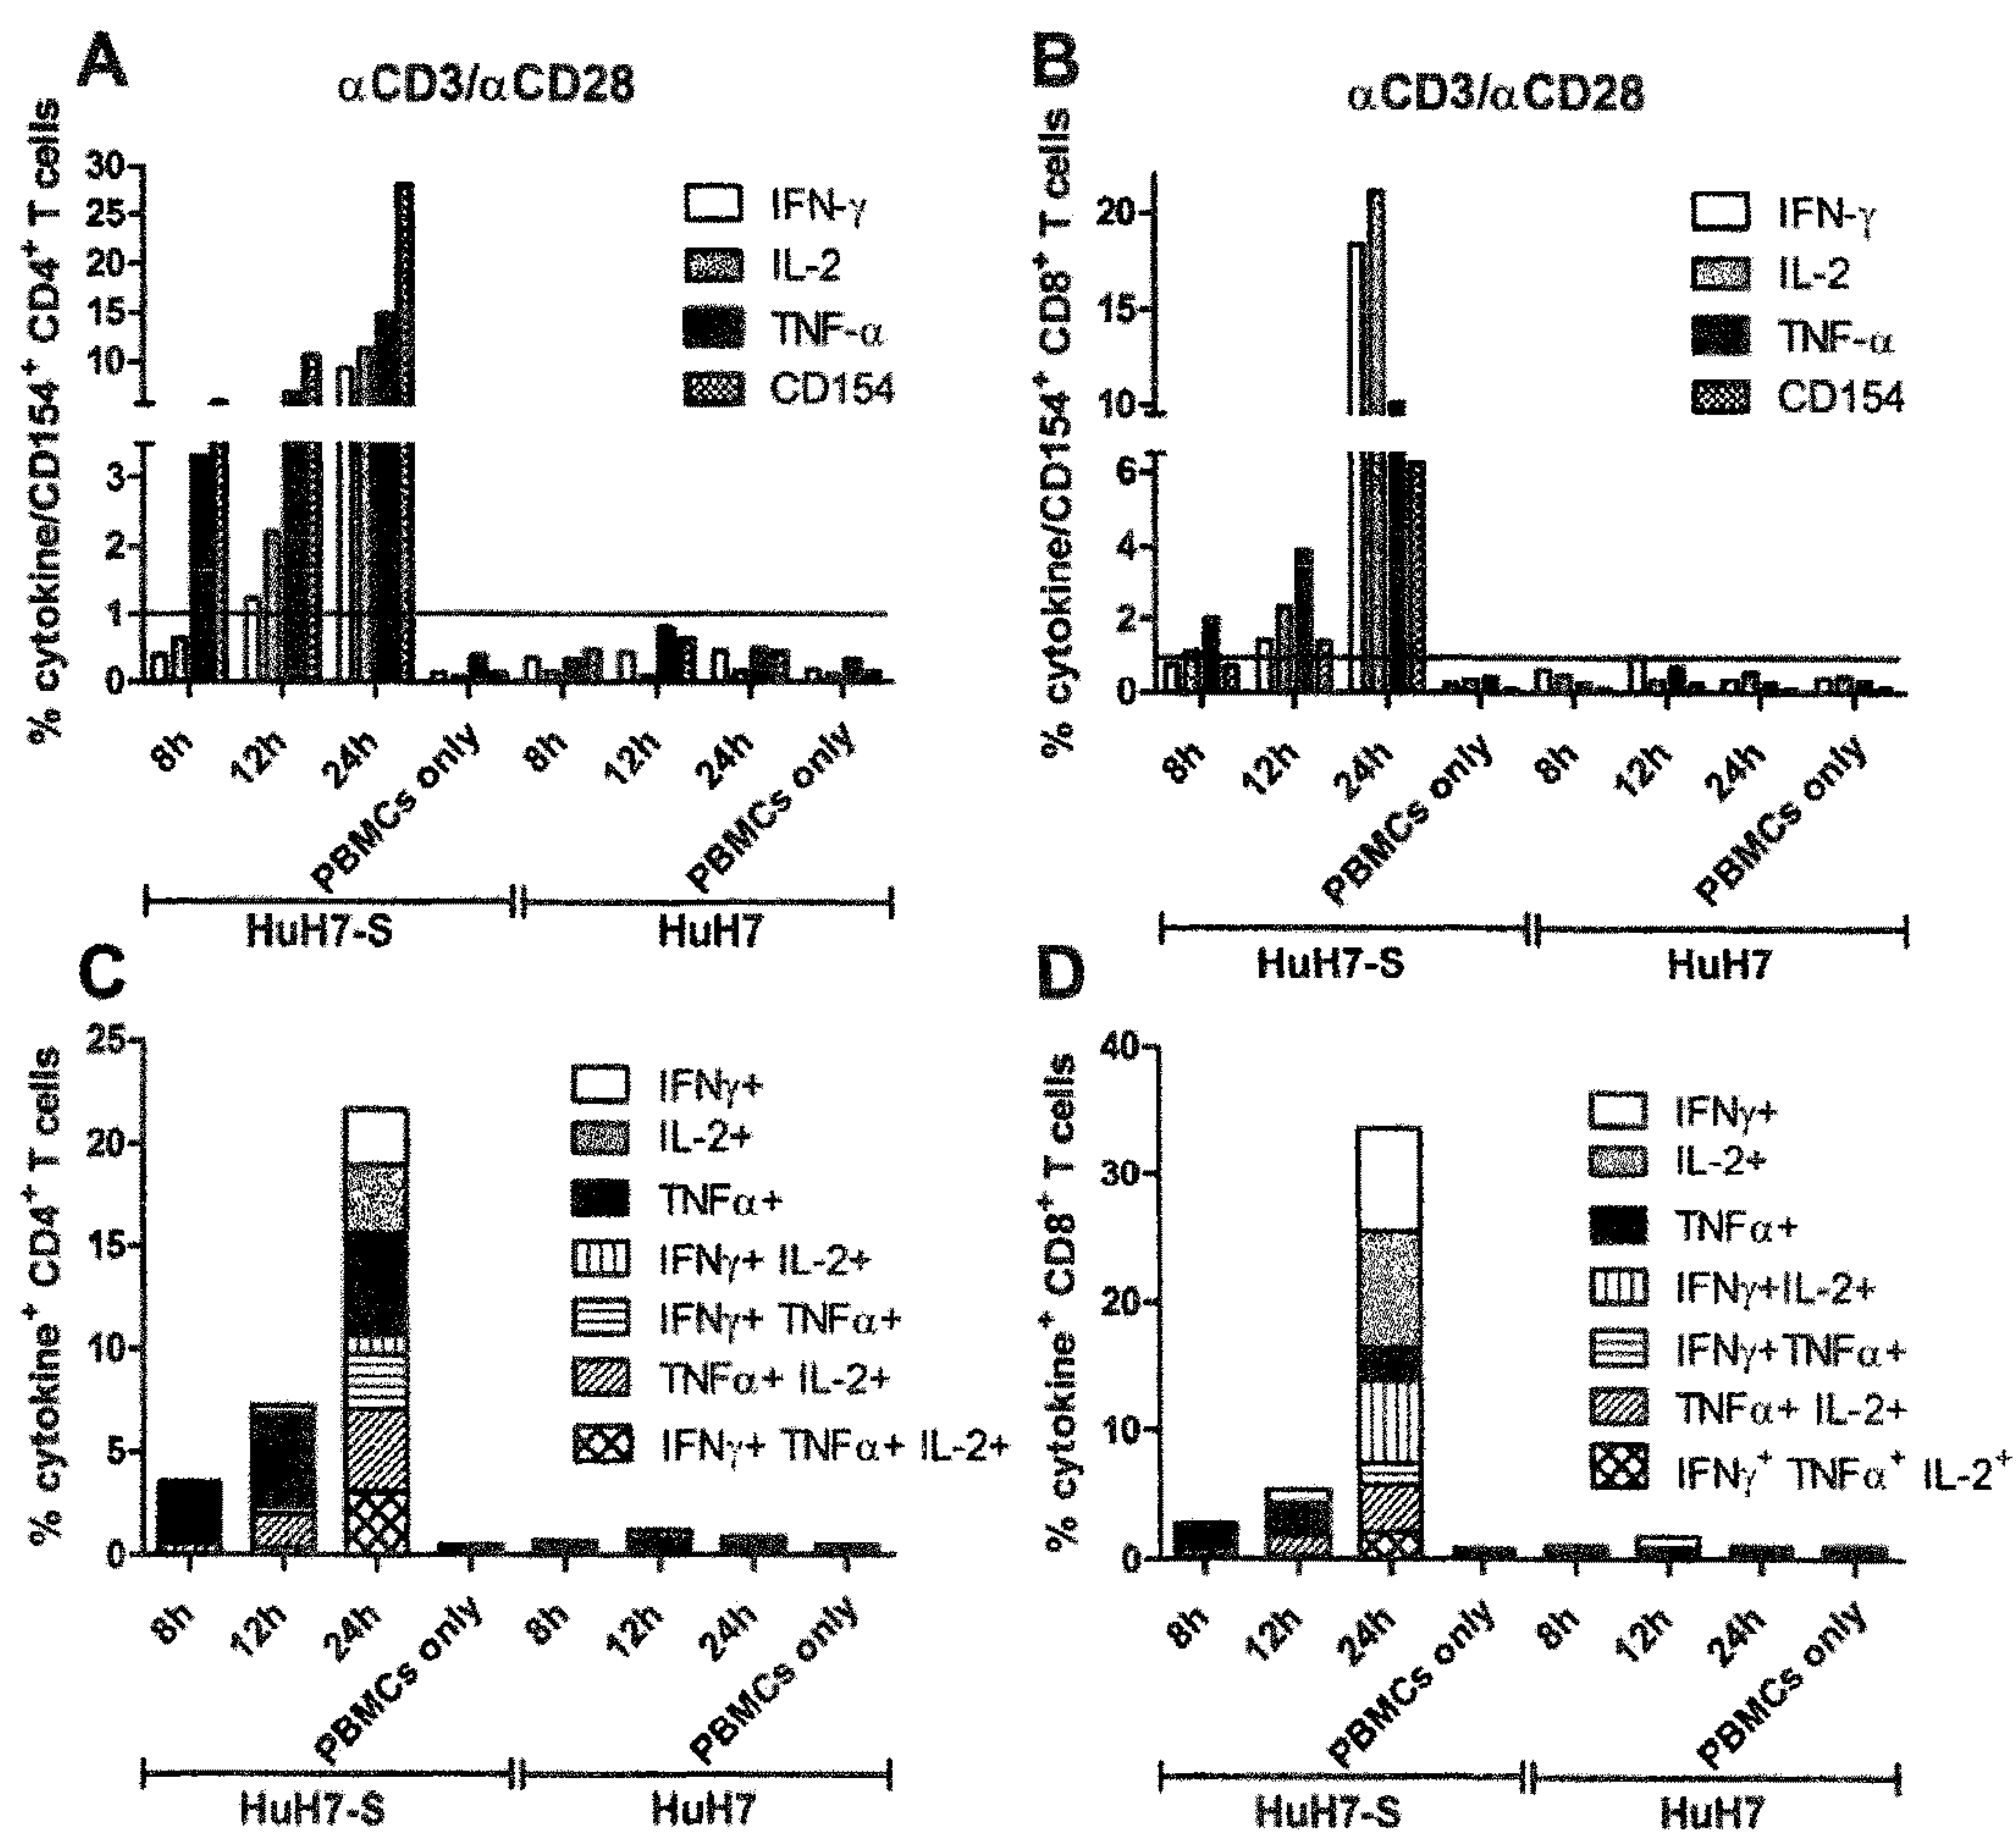 A
αCD3/αCD28
% cytokine/CD154⁺ CD4⁺ T cells
30
25
20
15
10
3
2
1
0
IFN-γ
IL-2
TNF-α
CD154
8h
12h
24h
PBMCs only
8h
12h
24h
PBMCs only
HuH7-S
HuH7
B
αCD3/αCD28
% cytokine/CD154⁺ CD8⁺ T cells
20
15
10
6
4
2
0
IFN-γ
IL-2
TNF-α
CD154
8h
12h
24h
PBMCs only
8h
12h
24h
PBMCs only
HuH7-S
HuH7
C
% cytokine⁺ CD4⁺ T cells
25
20
15
10
5
0
IFNγ+
IL-2+
TNFα+
IFNγ+ IL-2+
IFNγ+ TNFα+
TNFα+ IL-2+
IFNγ+ TNFα+ IL-2+
8h
12h
24h
PBMCs only
8h
12h
24h
PBMCs only
HuH7-S
HuH7
D
% cytokine⁺ CD8⁺ T cells
40
30
20
10
0
IFNγ+
IL-2+
TNFα+
IFNγ+IL-2+
IFNγ+TNFα+
TNFα+ IL-2+
IFNγ⁺ TNFα⁺ IL-2⁺
8h
12h
24h
PBMCs only
8h
12h
24h
PBMCs only
HuH7-S
HuH7